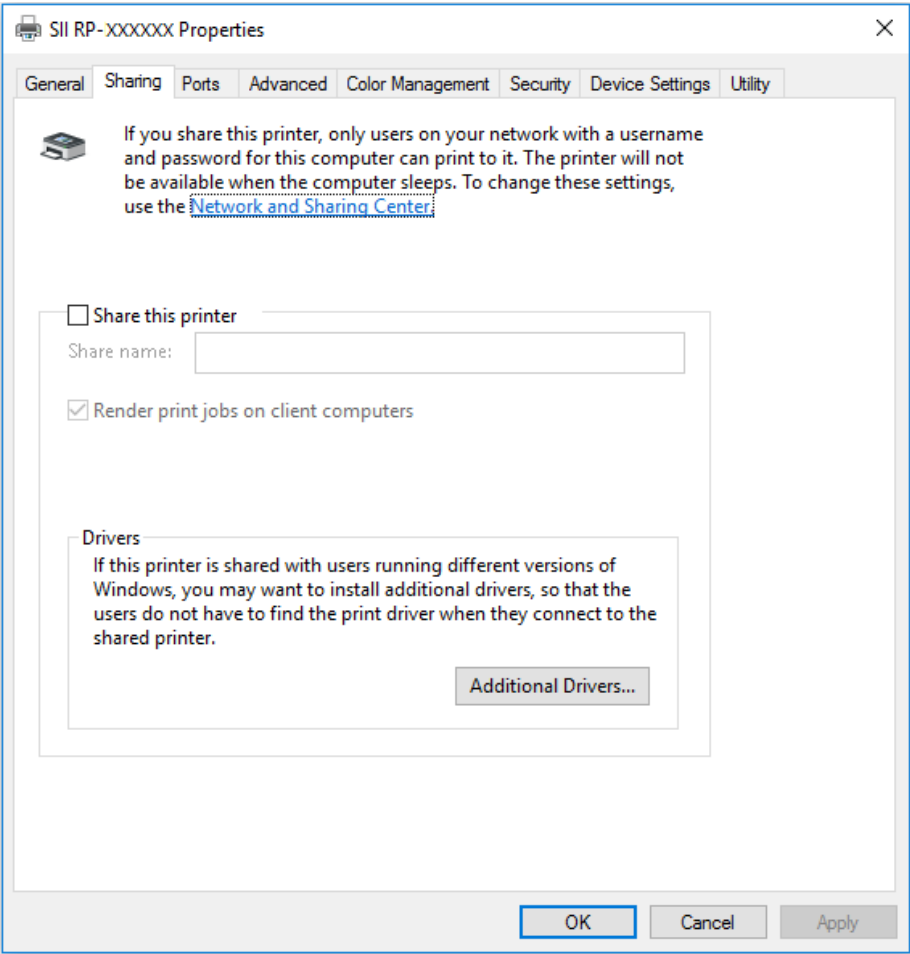 SII RP-XXXXXX Properties
General Sharing Ports Advanced Color Management Security Device Settings Utility
If you share this printer, only users on your network with a username
and password for this computer can print to it. The printer will not
be available when the computer sleeps. To change these settings,
use the Network and Sharing Center.
Share this printer
Share name:
Render print jobs on client computers
Drivers
If this printer is shared with users running different versions of
Windows, you may want to install additional drivers, so that the
users do not have to find the print driver when they connect to the
shared printer.
Additional Drivers...
OK Cancel Apply